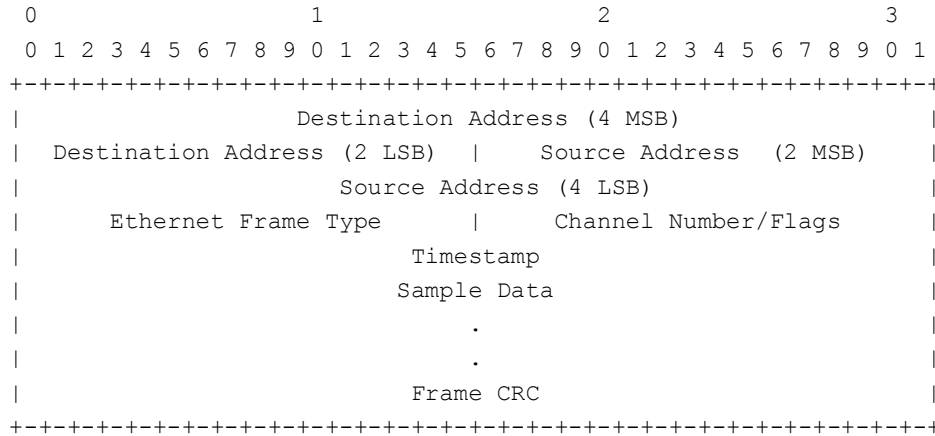 0                   1                   2                   3
0 1 2 3 4 5 6 7 8 9 0 1 2 3 4 5 6 7 8 9 0 1 2 3 4 5 6 7 8 9 0 1
+-+-+-+-+-+-+-+-+-+-+-+-+-+-+-+-+-+-+-+-+-+-+-+-+-+-+-+-+-+-+-+-+
| Destination Address (4 MSB) |
| Destination Address (2 LSB) | Source Address (2 MSB) |
| Source Address (4 LSB) |
| Ethernet Frame Type | Channel Number/Flags |
| Timestamp |
| Sample Data |
| . |
| . |
| Frame CRC |
+-+-+-+-+-+-+-+-+-+-+-+-+-+-+-+-+-+-+-+-+-+-+-+-+-+-+-+-+-+-+-+-+